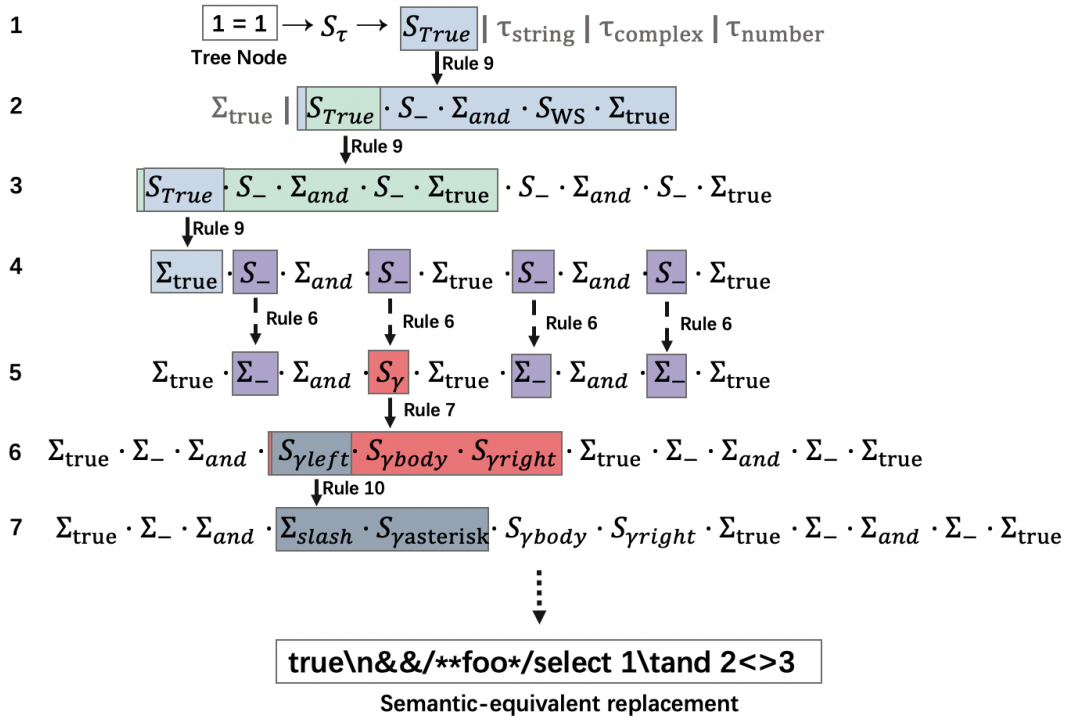 1 1 = 1 → S_τ → S_True | τ_string | τ_complex | τ_number
Tree Node
Rule 9
2 Σ_true | S_True · S_− · Σ_and · S_WS · Σ_true
Rule 9
3 S_True · S_− · Σ_and · S_− · Σ_true · S_− · Σ_and · S_− · Σ_true
Rule 9
4 Σ_true · S_− · Σ_and · S_− · Σ_true · S_− · Σ_and · S_− · Σ_true
Rule 6 Rule 6 Rule 6 Rule 6
5 Σ_true · Σ_− · Σ_and · S_γ · Σ_true · Σ_− · Σ_and · Σ_− · Σ_true
Rule 7
6 Σ_true · Σ_− · Σ_and · S_γleft · S_γbody · S_γright · Σ_true · Σ_− · Σ_and · Σ_− · Σ_true
Rule 10
7 Σ_true · Σ_− · Σ_and · Σ_slash · S_γasterisk · S_γbody · S_γright · Σ_true · Σ_− · Σ_and · Σ_− · Σ_true
true\n&&/**foo*/select 1\tand 2<>3
Semantic-equivalent replacement